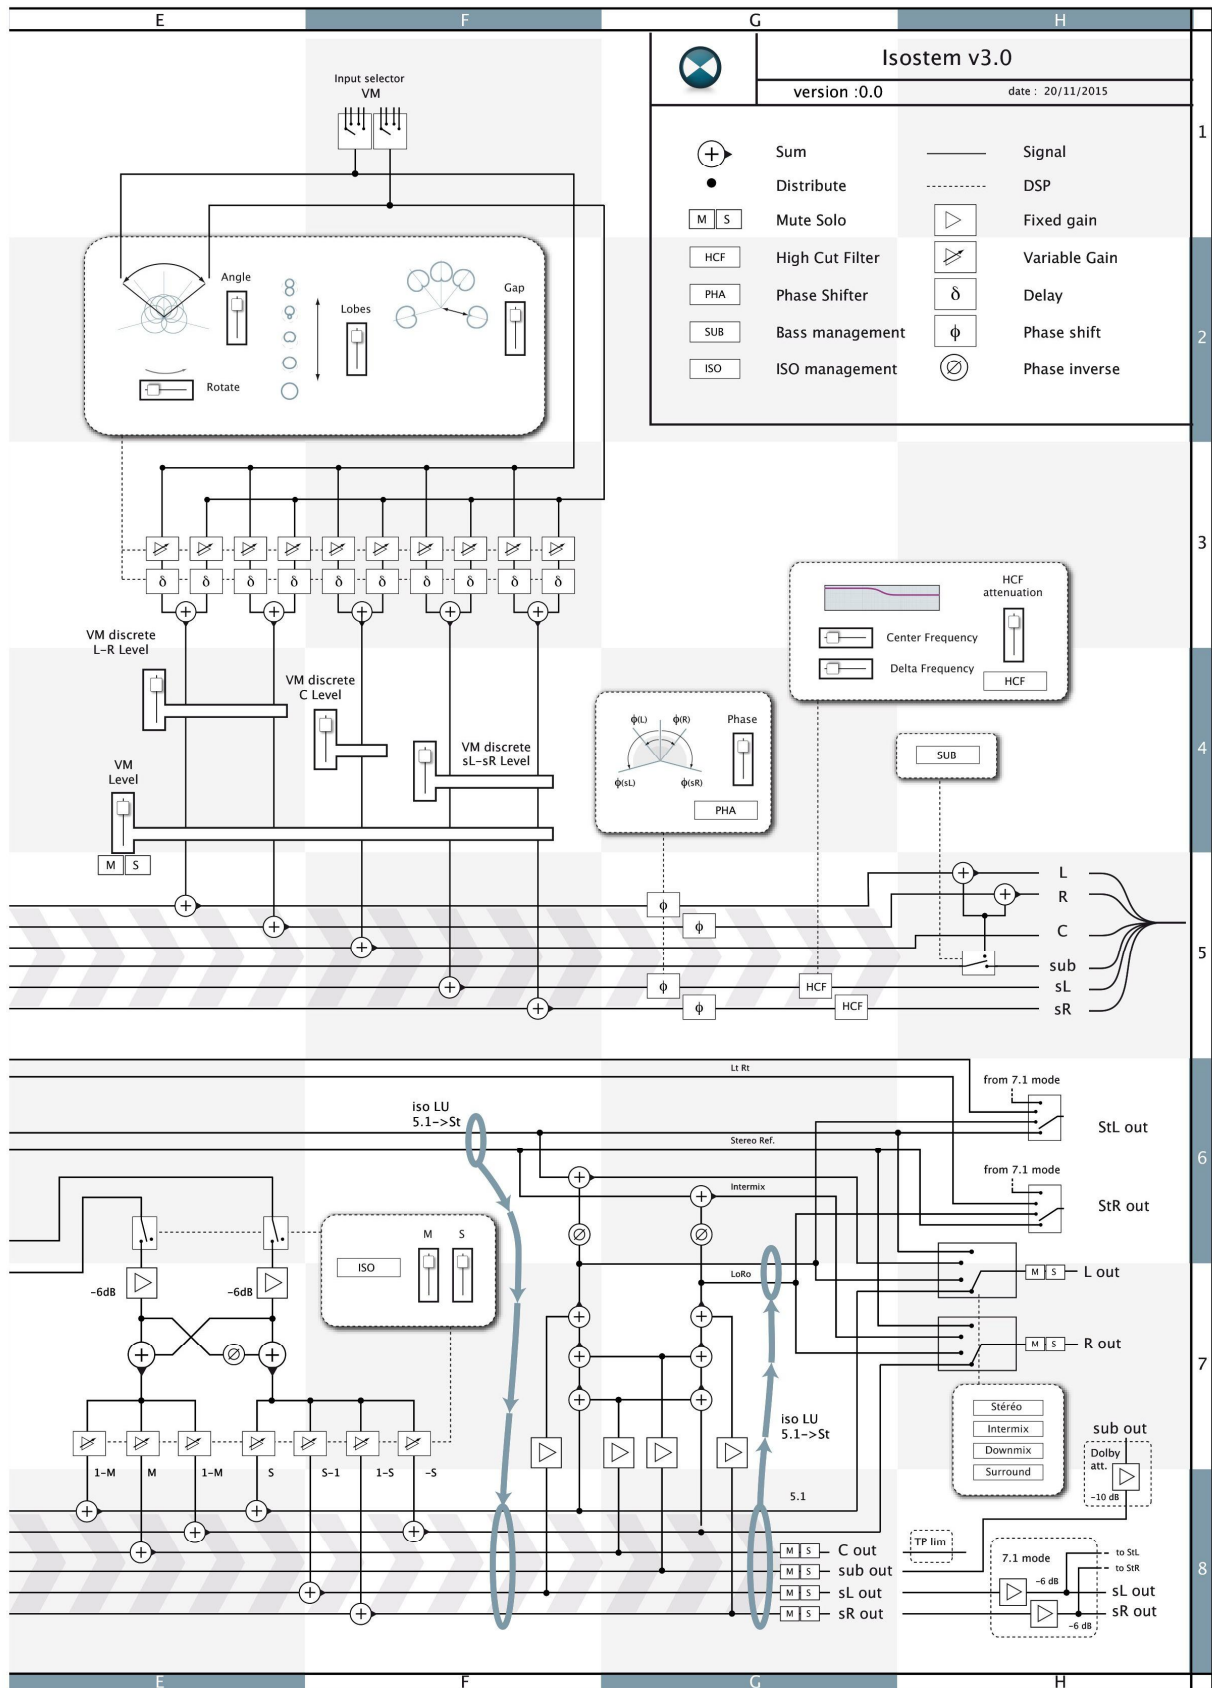 E F G H
Isostem v3.0
version :0.0
date : 20/11/2015
Input selector
VM
1
Sum
Signal
Distribute
DSP
M S
Mute Solo
Fixed gain
HCF
High Cut Filter
Variable Gain
PHA
Phase Shifter
δ
Delay
SUB
Bass management
ϕ
Phase shift
ISO
ISO management
Phase inverse
2
Angle
Lobes
Gap
Rotate
3
δ δ δ δ δ δ δ δ δ δ
HCF
attenuation
Center Frequency
Delta Frequency
HCF
VM discrete
L-R Level
VM discrete
C Level
VM discrete
sL-sR Level
VM
Level
M S
ϕ(L) ϕ(R)
Phase
ϕ(sL) ϕ(sR)
PHA
SUB
4
L
R
C
sub
sL
sR
ϕ
ϕ
ϕ
ϕ
HCF
HCF
5
Lt Rt
from 7.1 mode
StL out
iso LU
5.1->St
Stereo Ref.
from 7.1 mode
StR out
Intermix
6
M S
ISO
-6dB
-6dB
LoRo
M S L out
M S R out
7
Stéréo
Intermix
Downmix
Surround
sub out
Dolby
att.
-10 dB
iso LU
5.1->St
1-M M 1-M S S-1 1-S -S
5.1
M S C out
M S sub out
M S sL out
M S sR out
TP lim
7.1 mode
-6 dB
-6 dB
to StL
to StR
sL out
sR out
8
E F G H